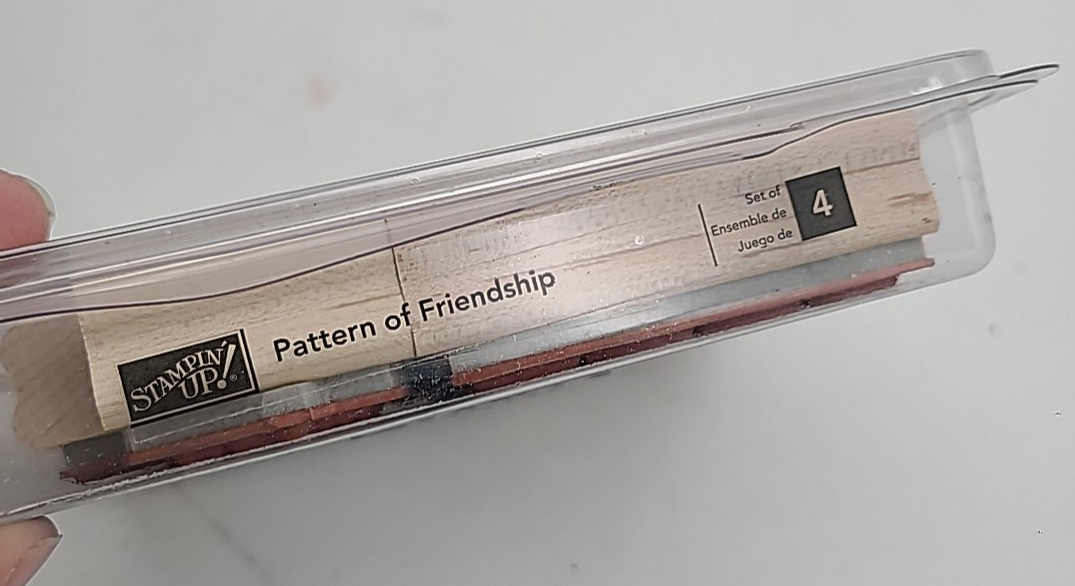 STAMPIN'
UP!®
Pattern of Friendship
Set of
Ensemble de
Juego de
4